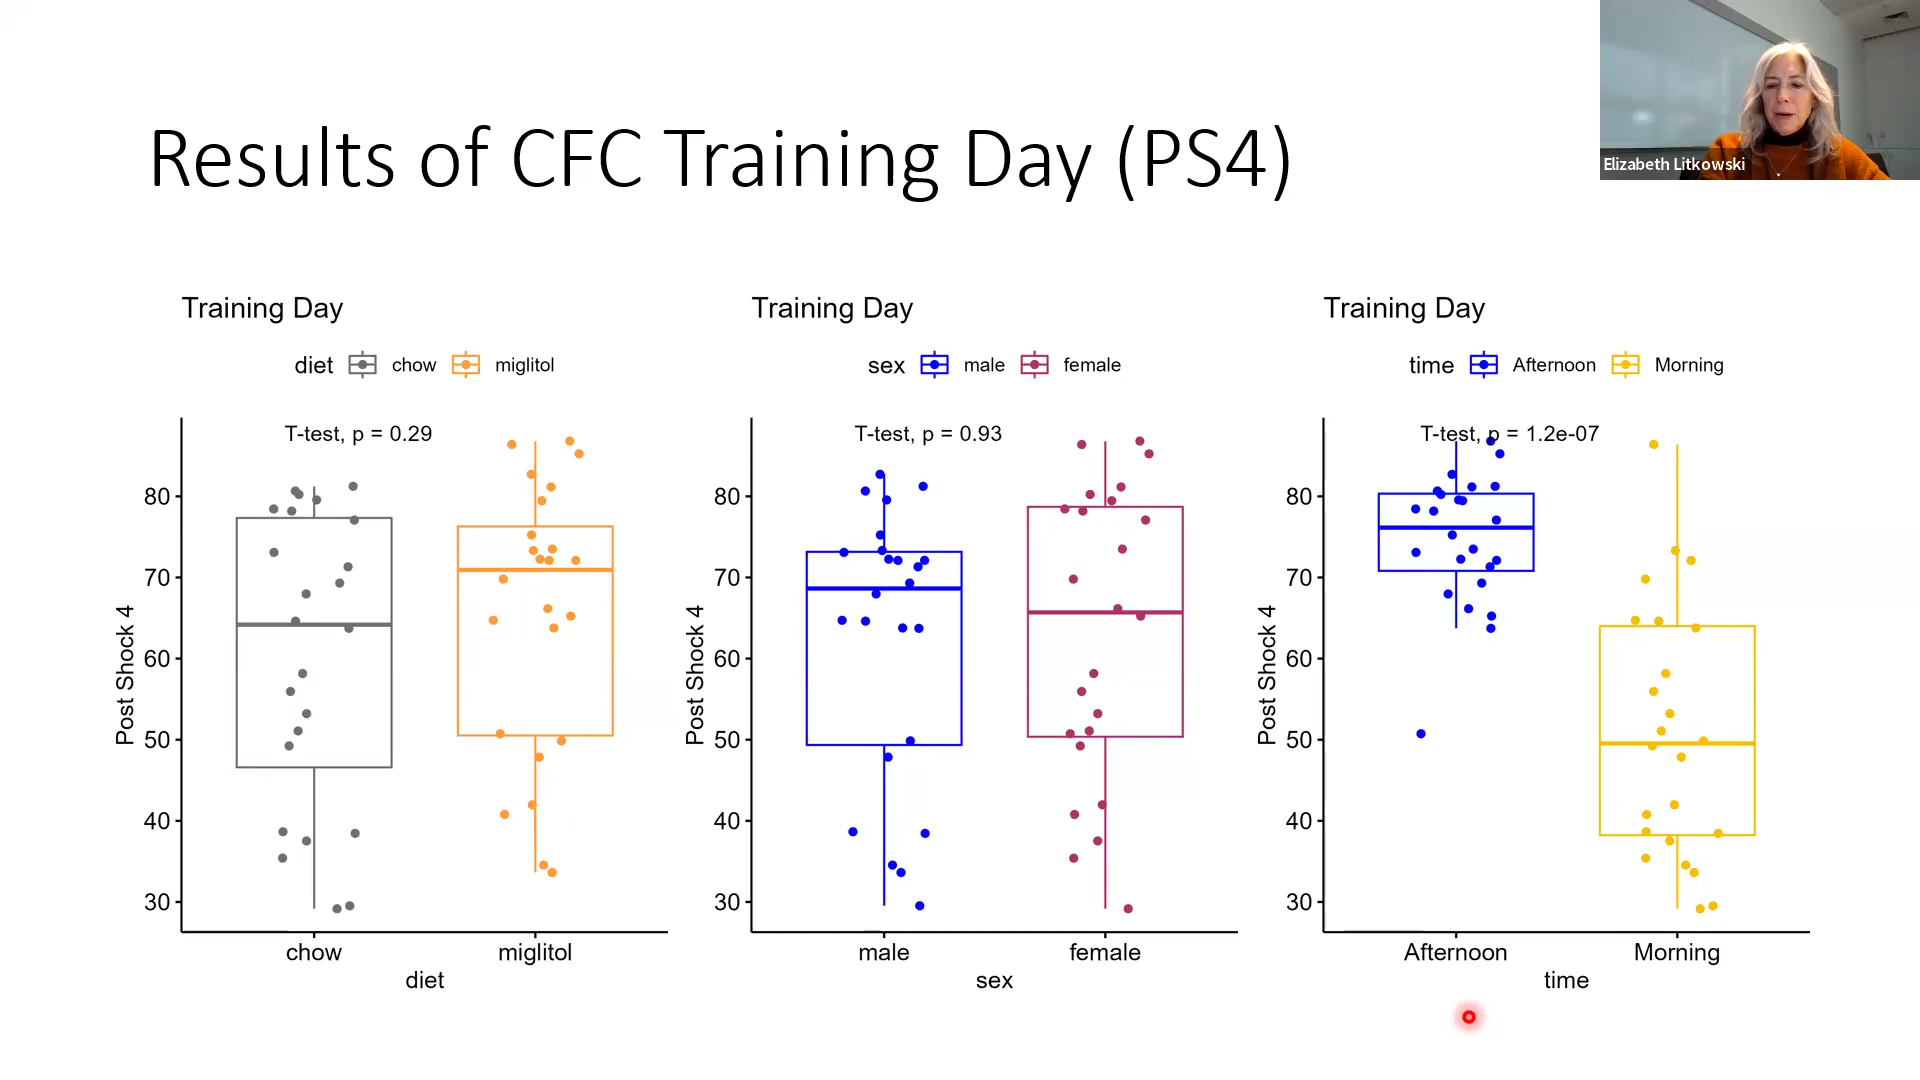 Elizabeth Litkowski
Results of CFC Training Day (PS4)
Training Day
diet chow miglitol
T-test, p = 0.29
Post Shock 4
80
70
60
50
40
30
chow miglitol
diet
Training Day
sex male female
T-test, p = 0.93
Post Shock 4
80
70
60
50
40
30
male female
sex
Training Day
time Afternoon Morning
T-test, p = 1.2e-07
Post Shock 4
80
70
60
50
40
30
Afternoon Morning
time